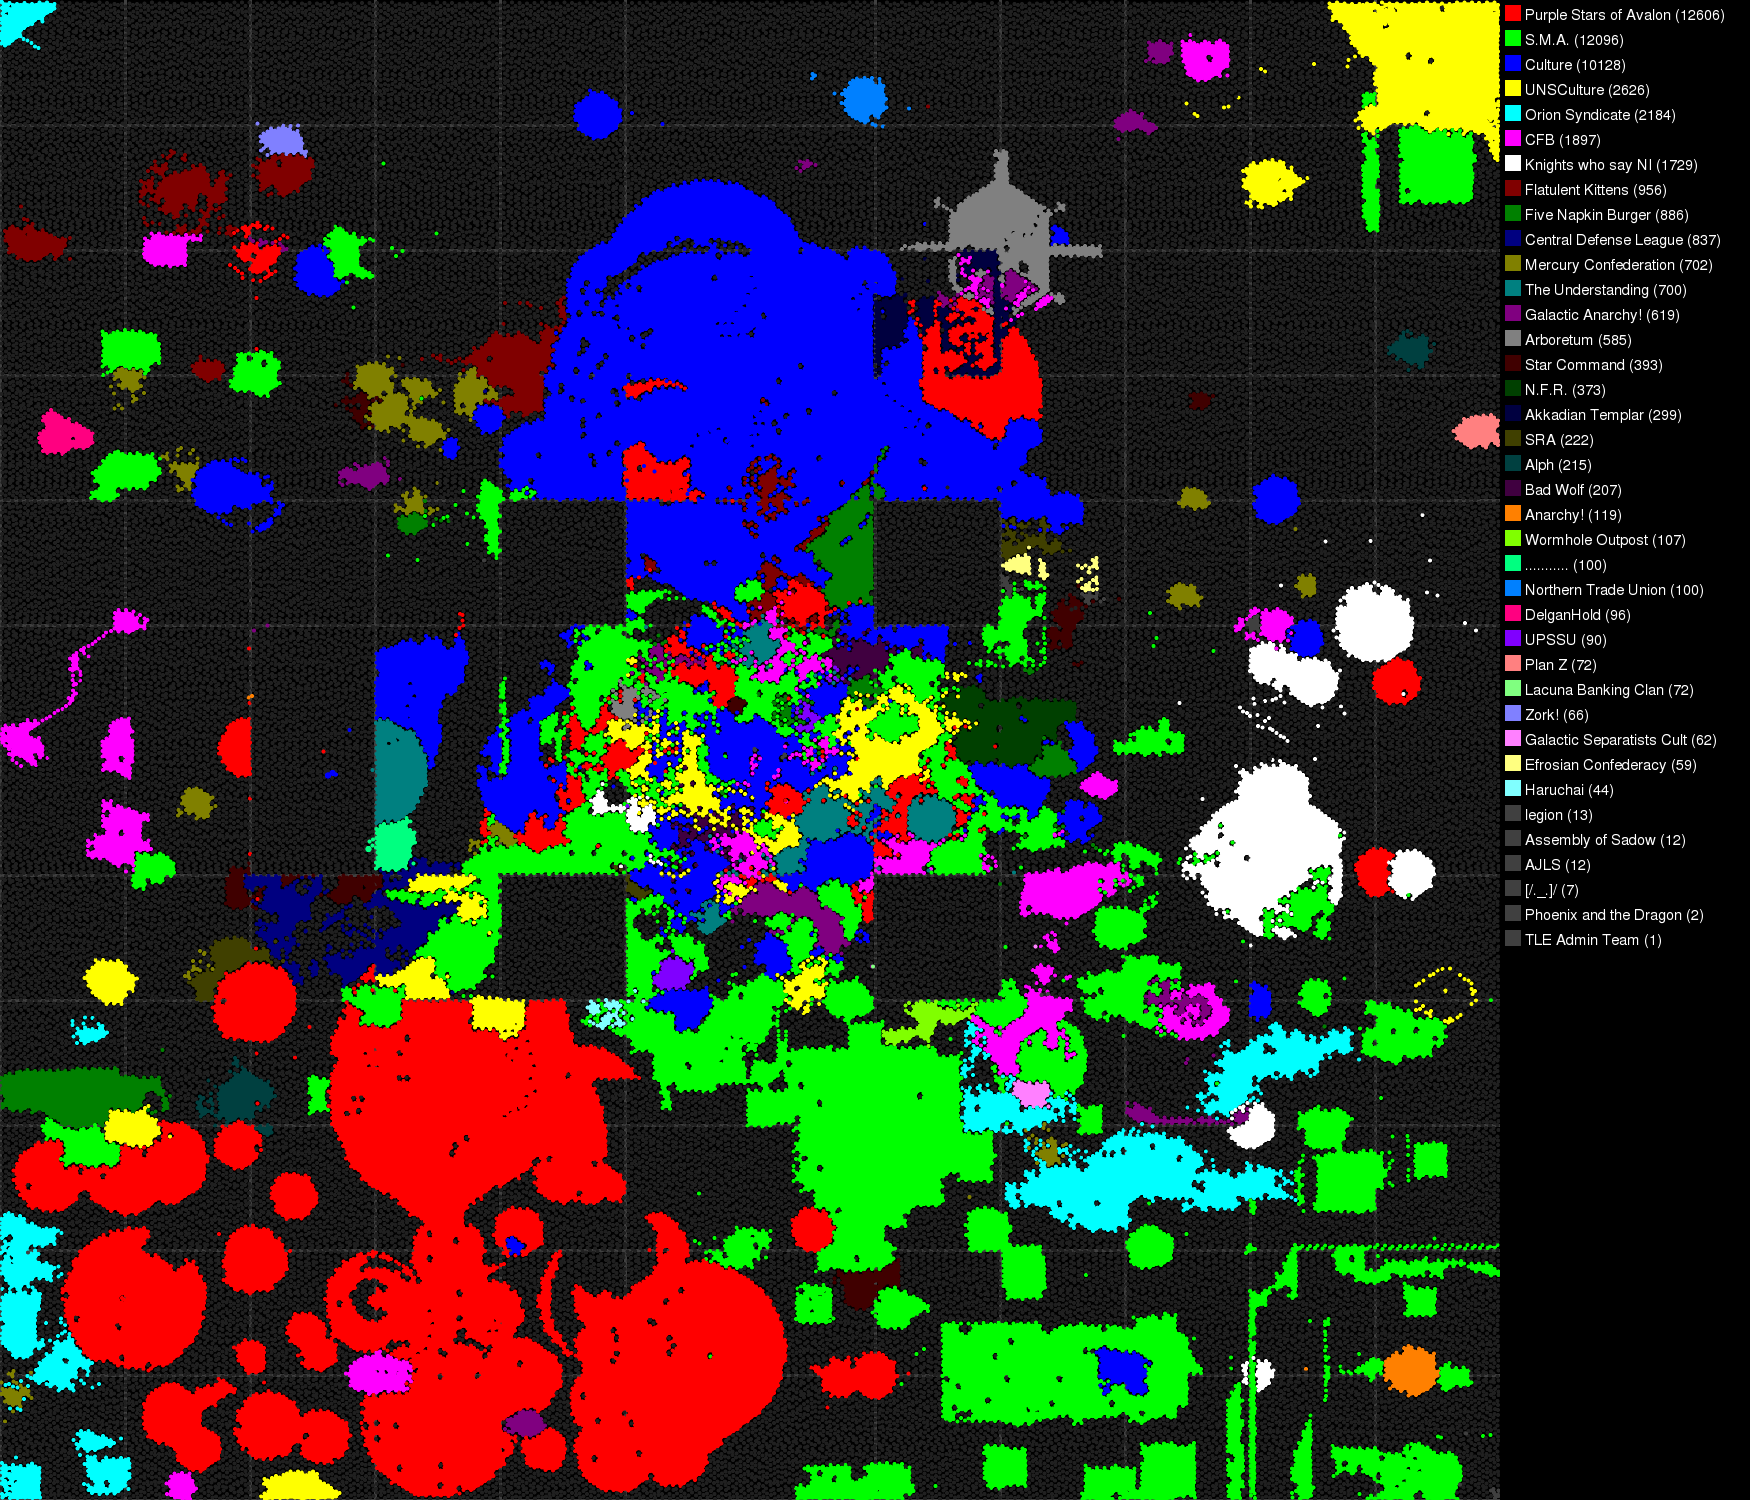 Purple Stars of Avalon (12606)
S.M.A. (12096)
Culture (10128)
UNSCulture (2626)
Orion Syndicate (2184)
CFB (1897)
Knights who say NI (1729)
Flatulent Kittens (956)
Five Napkin Burger (886)
Central Defense League (837)
Mercury Confederation (702)
The Understanding (700)
Galactic Anarchy! (619)
Arboretum (585)
Star Command (393)
N.F.R. (373)
Akkadian Templar (299)
SRA (222)
Alph (215)
Bad Wolf (207)
Anarchy! (119)
Wormhole Outpost (107)
........... (100)
Northern Trade Union (100)
DelganHold (96)
UPSSU (90)
Plan Z (72)
Lacuna Banking Clan (72)
Zork! (66)
Galactic Separatists Cult (62)
Efrosian Confederacy (59)
Haruchai (44)
legion (13)
Assembly of Sadow (12)
AJLS (12)
[/._.]/ (7)
Phoenix and the Dragon (2)
TLE Admin Team (1)